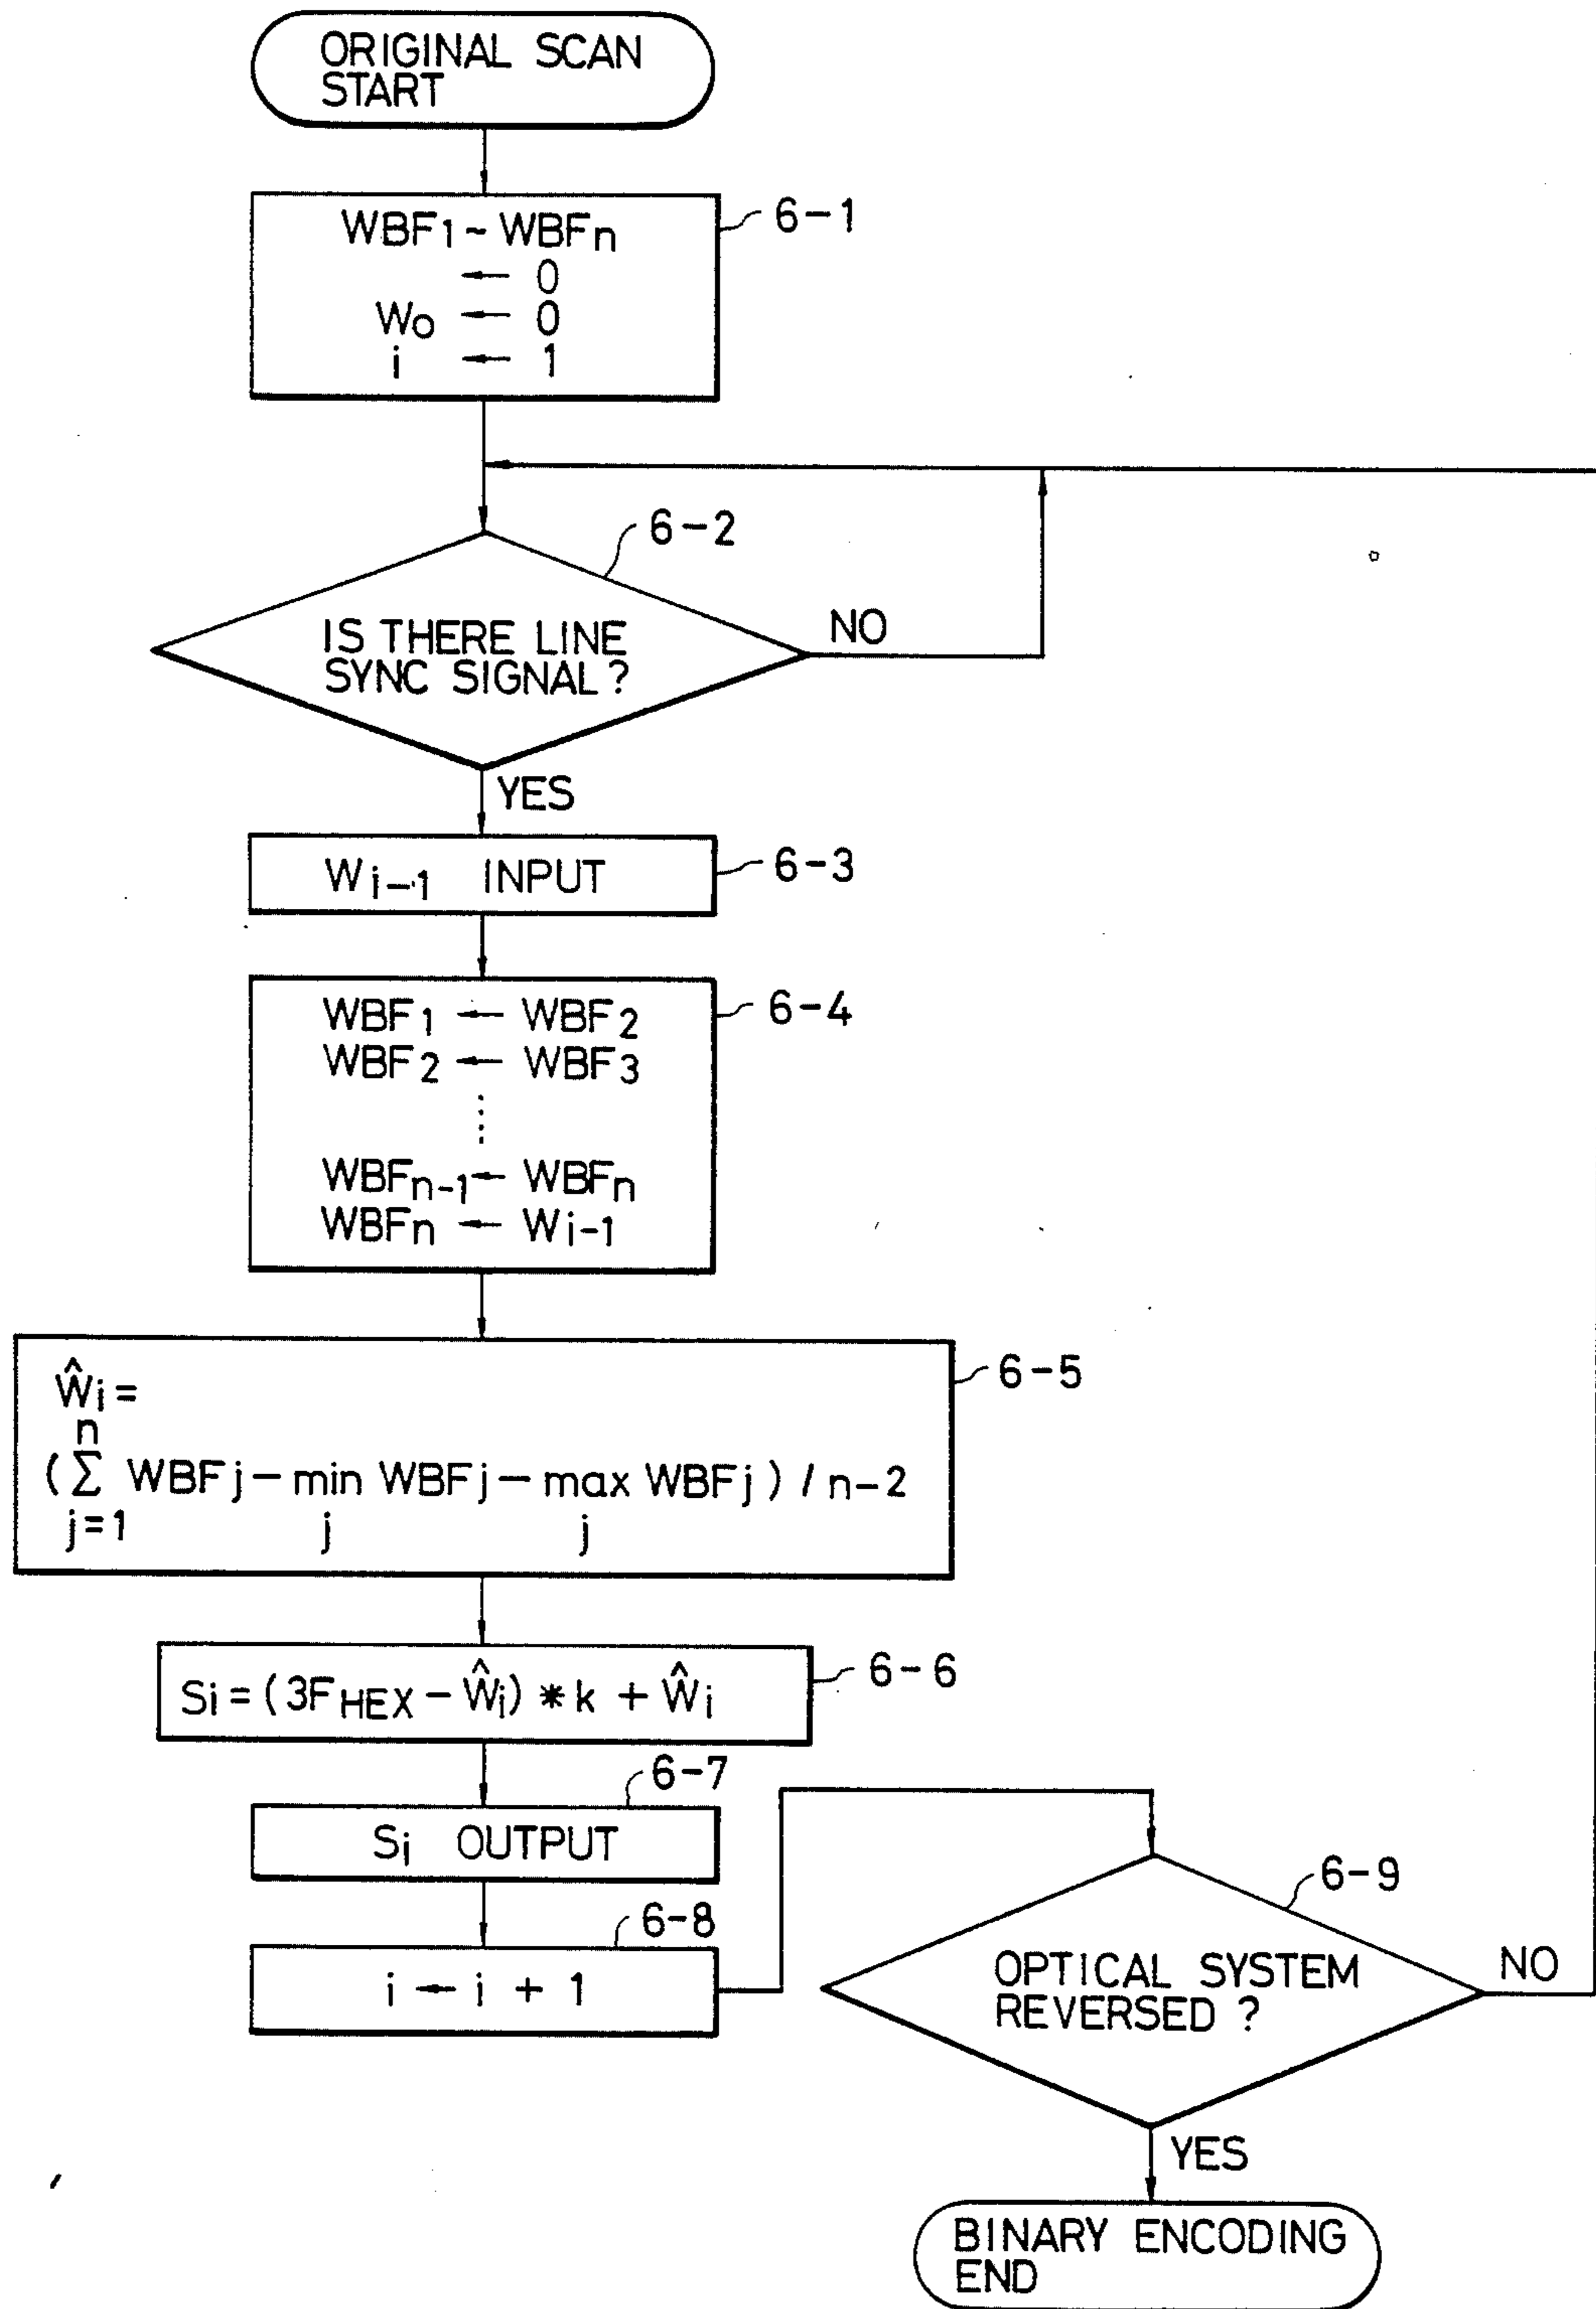 ORIGINAL SCAN
START
WBF1 ~ WBFn
← 0
W0 ← 0
i ← 1
6-1
6-2
IS THERE LINE
SYNC SIGNAL?
NO
YES
Wi-1 INPUT
6-3
WBF1 ← WBF2
WBF2 ← WBF3
⋮
WBFn-1 ← WBFn
WBFn ← Wi-1
6-4
Ŵi =
n
(Σ WBFj - min WBFj - max WBFj) / n-2
j=1 j j
6-5
Si = (3FHEX - Ŵi) * k + Ŵi
6-6
6-7
Si OUTPUT
6-8
i ← i + 1
6-9
OPTICAL SYSTEM
REVERSED ?
NO
YES
BINARY ENCODING
END